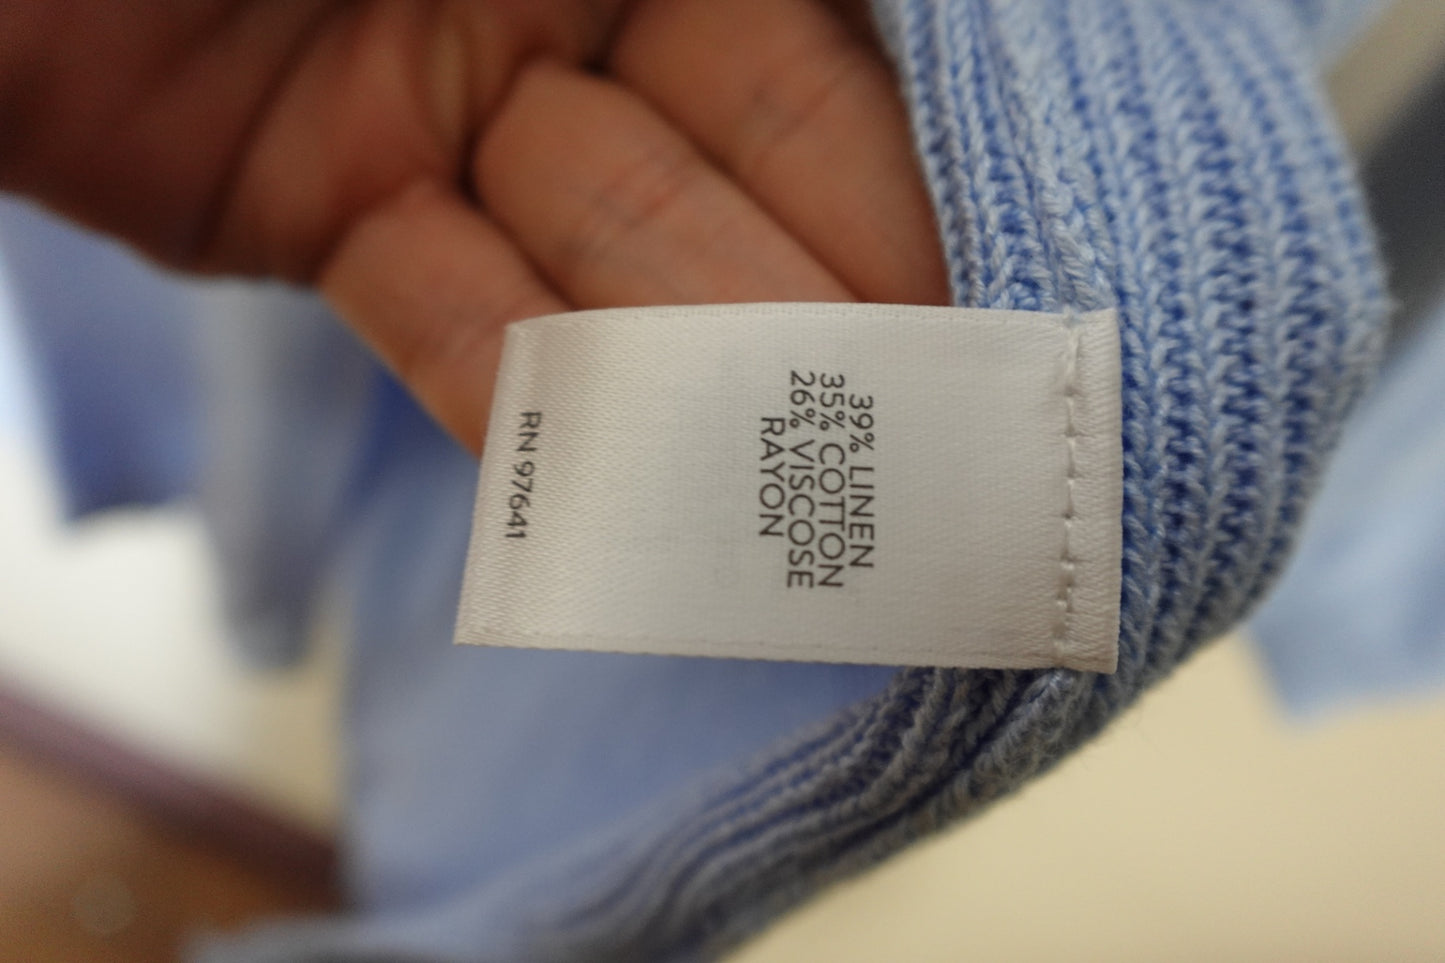 39% LINEN
35% COTTON
26% VISCOSE
RAYON
RN 97641